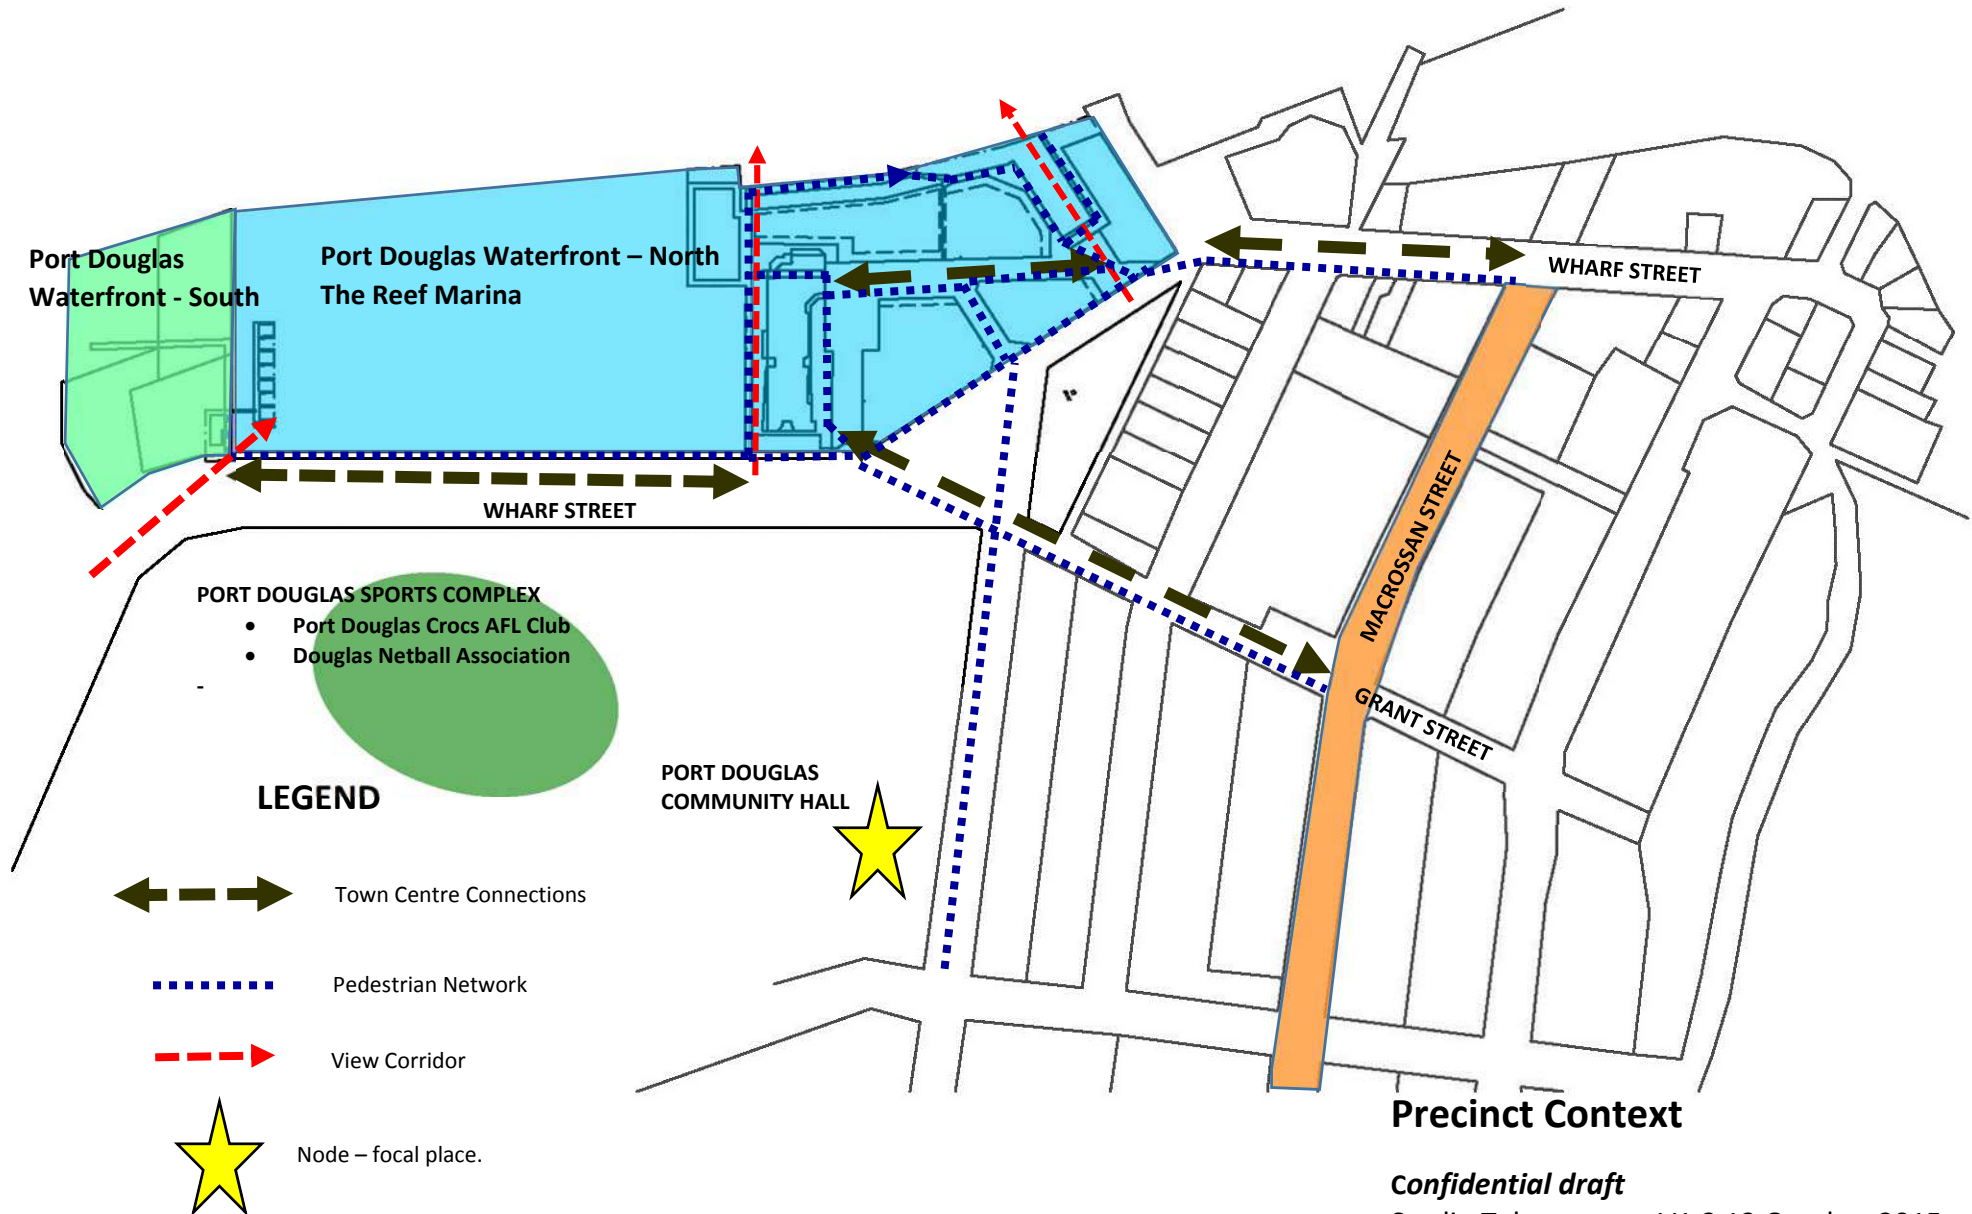 Port Douglas
Waterfront - South
Port Douglas Waterfront – North
The Reef Marina
WHARF STREET
WHARF STREET
MACROSSAN STREET
GRANT STREET
PORT DOUGLAS SPORTS COMPLEX
• Port Douglas Crocs AFL Club
• Douglas Netball Association
-
PORT DOUGLAS
COMMUNITY HALL
LEGEND
Town Centre Connections
Pedestrian Network
View Corridor
Node – focal place.
Precinct Context
Confidential draft